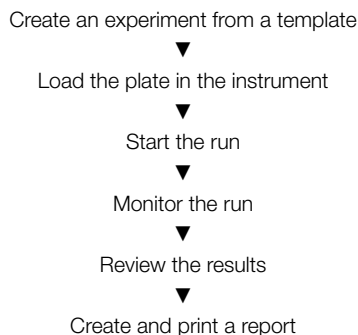 Create an experiment from a template
▼
Load the plate in the instrument
▼
Start the run
▼
Monitor the run
▼
Review the results
▼
Create and print a report